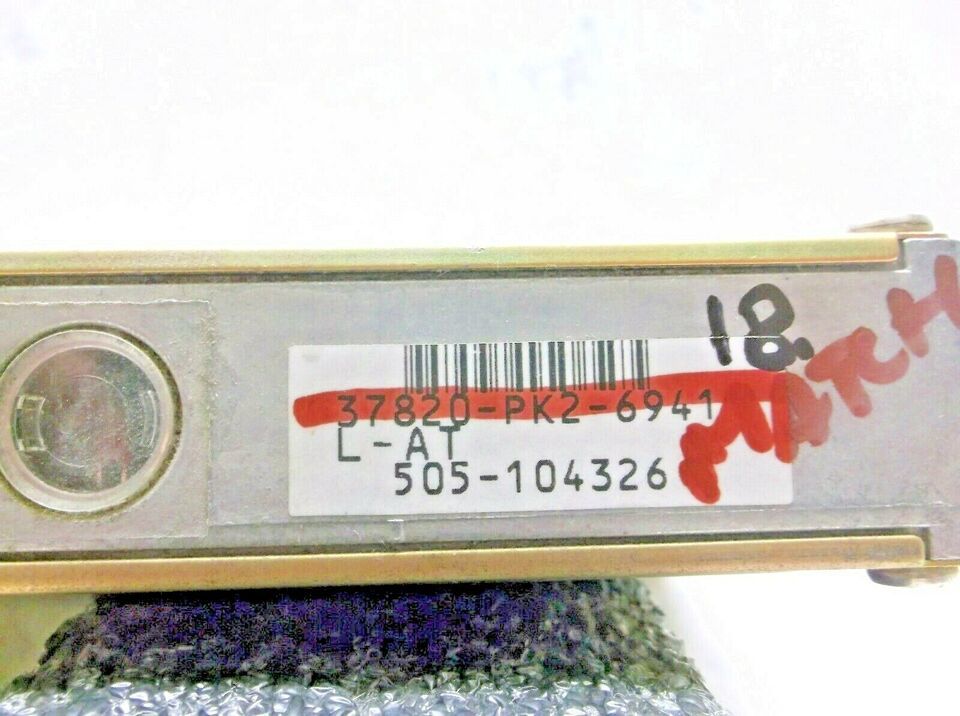 18.
MATCH
37820-PK2-6941
L-AT
505-104326